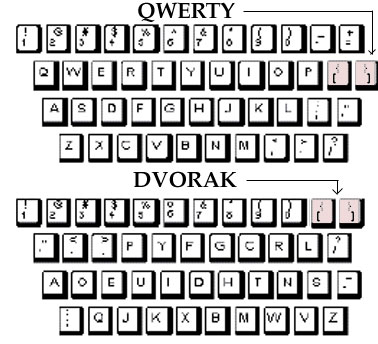 QWERTY
! 1 @ 2 # 3 $ 4 % 5 ^ 6 & 7 * 8 ( 9 ) 0 - + =
Q W E R T Y U I O P [ ]
A S D F G H J K L ; "
Z X C V B N M < , > . ? /
DVORAK
! 1 @ 2 # 3 $ 4 % 5 6 & 7 * 8 ( 9 ) 0 [ ]
" , < > P Y F G C R L ? /
A O E U I D H T N S -
: Q J K X B M W V Z